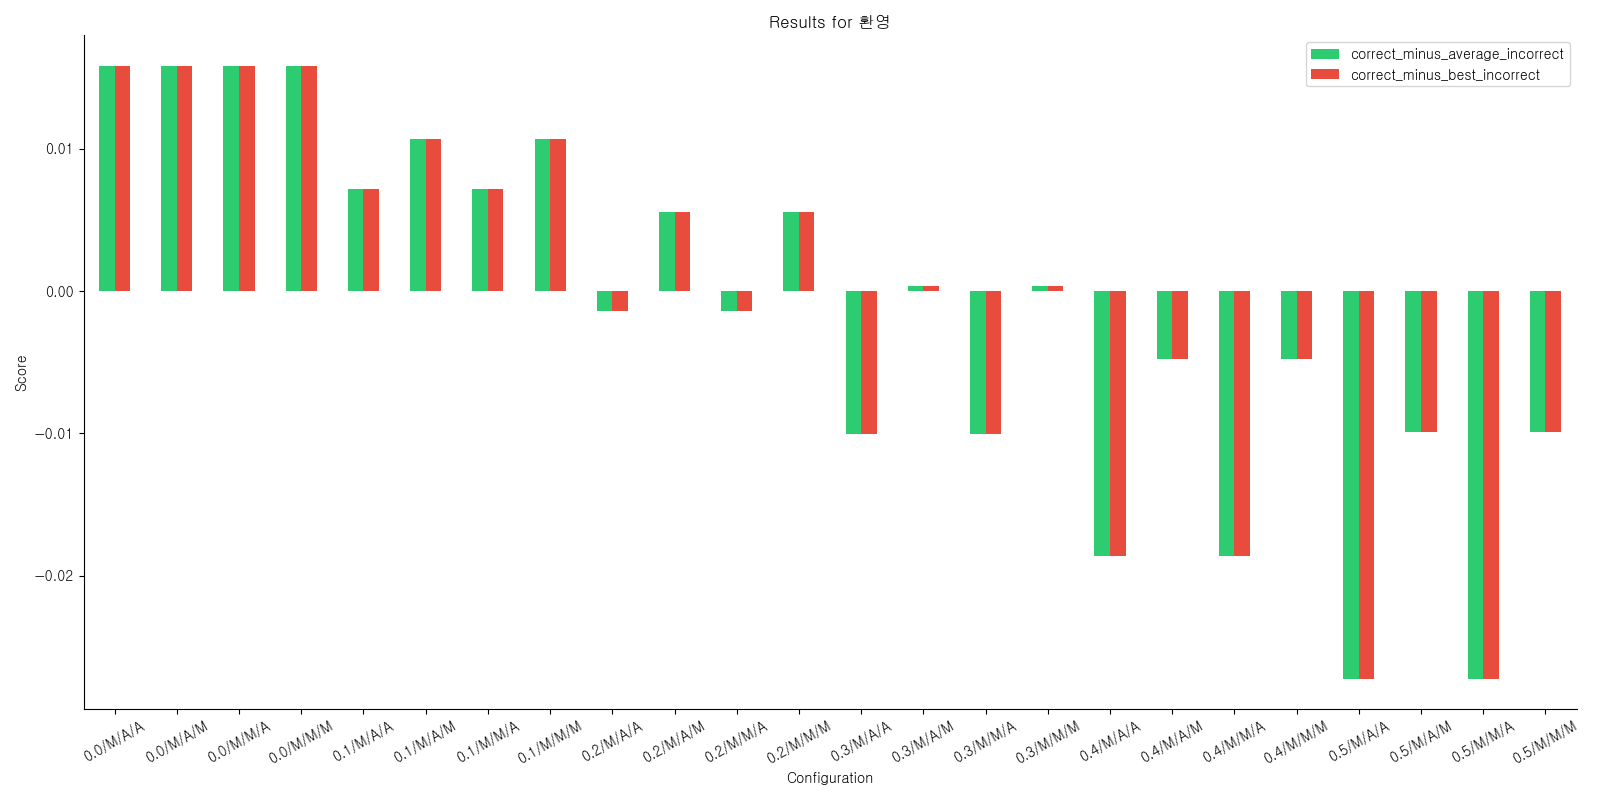 Results for 환영
correct_minus_average_incorrect
correct_minus_best_incorrect
0.01
0.00
−0.01
−0.02
Score
0.0/M/A/A
0.0/M/A/M
0.0/M/M/A
0.0/M/M/M
0.1/M/A/A
0.1/M/A/M
0.1/M/M/A
0.1/M/M/M
0.2/M/A/A
0.2/M/A/M
0.2/M/M/A
0.2/M/M/M
0.3/M/A/A
0.3/M/A/M
0.3/M/M/A
0.3/M/M/M
0.4/M/A/A
0.4/M/A/M
0.4/M/M/A
0.4/M/M/M
0.5/M/A/A
0.5/M/A/M
0.5/M/M/A
0.5/M/M/M
Configuration